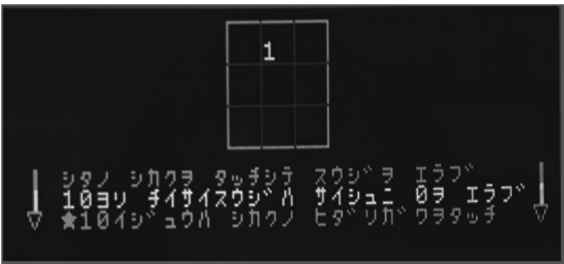 1
シタノ シカクヲ タッチシテ スウジヲ エラブ
10ヨリ チイサイスウジハ サイショニ 0ヲ エラブ
★10イジョウハ シカクノ ヒダリガワヲタッチ